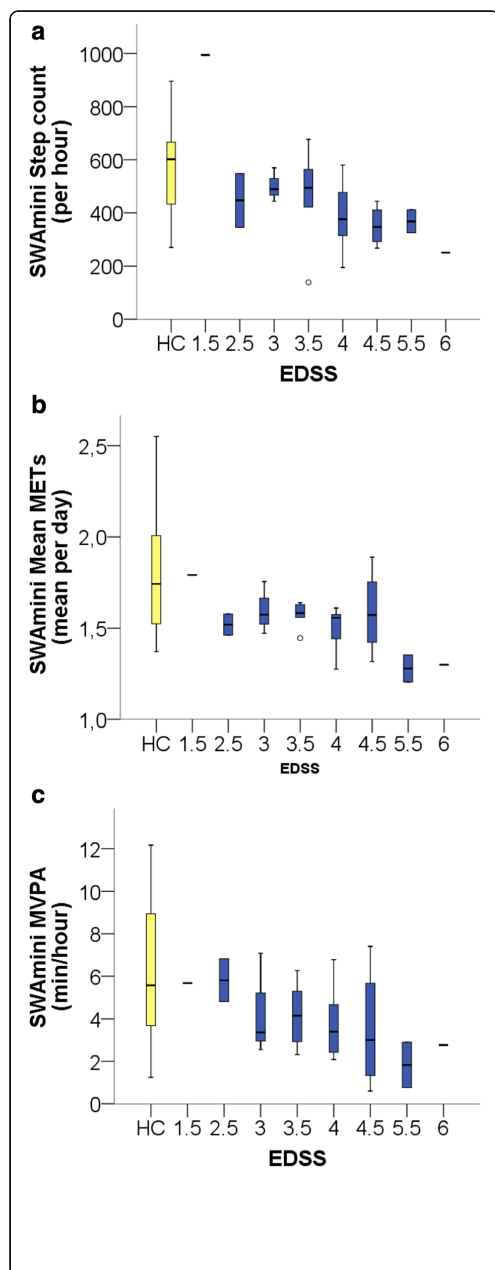 a
SWAmini Step count
(per hour)
1000
800
600
400
200
0
HC 1.5 2.5 3 3.5 4 4.5 5.5 6
EDSS
b
SWAmini Mean METs
(mean per day)
2,5
2,0
1,5
1,0
HC 1.5 2.5 3 3.5 4 4.5 5.5 6
EDSS
c
SWAmini MVPA
(min/hour)
12
10
8
6
4
2
0
HC 1.5 2.5 3 3.5 4 4.5 5.5 6
EDSS